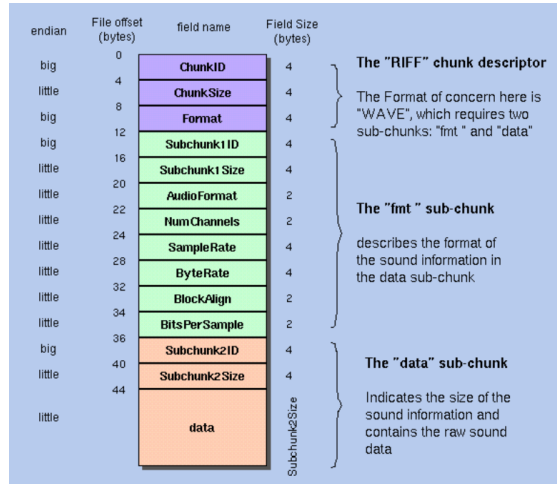 endian File offset (bytes) field name Field Size (bytes)
0
big ChunkID 4
4
little ChunkSize 4
8
big Format 4
12
big Subchunk1 ID 4
16
little Subchunk1 Size 4
20
little AudioFormat 2
22
little NumChannels 2
24
little SampleRate 4
28
little ByteRate 4
32
little BlockAlign 2
34
little BitsPerSample 2
36
big Subchunk2ID 4
40
little Subchunk2Size 4
44
little data Subchunk2Size
The "RIFF" chunk descriptor
The Format of concern here is
"WAVE", which requires two
sub-chunks: "fmt " and "data"
The "fmt " sub-chunk
describes the format of
the sound information in
the data sub-chunk
The "data" sub-chunk
Indicates the size of the
sound information and
contains the raw sound
data